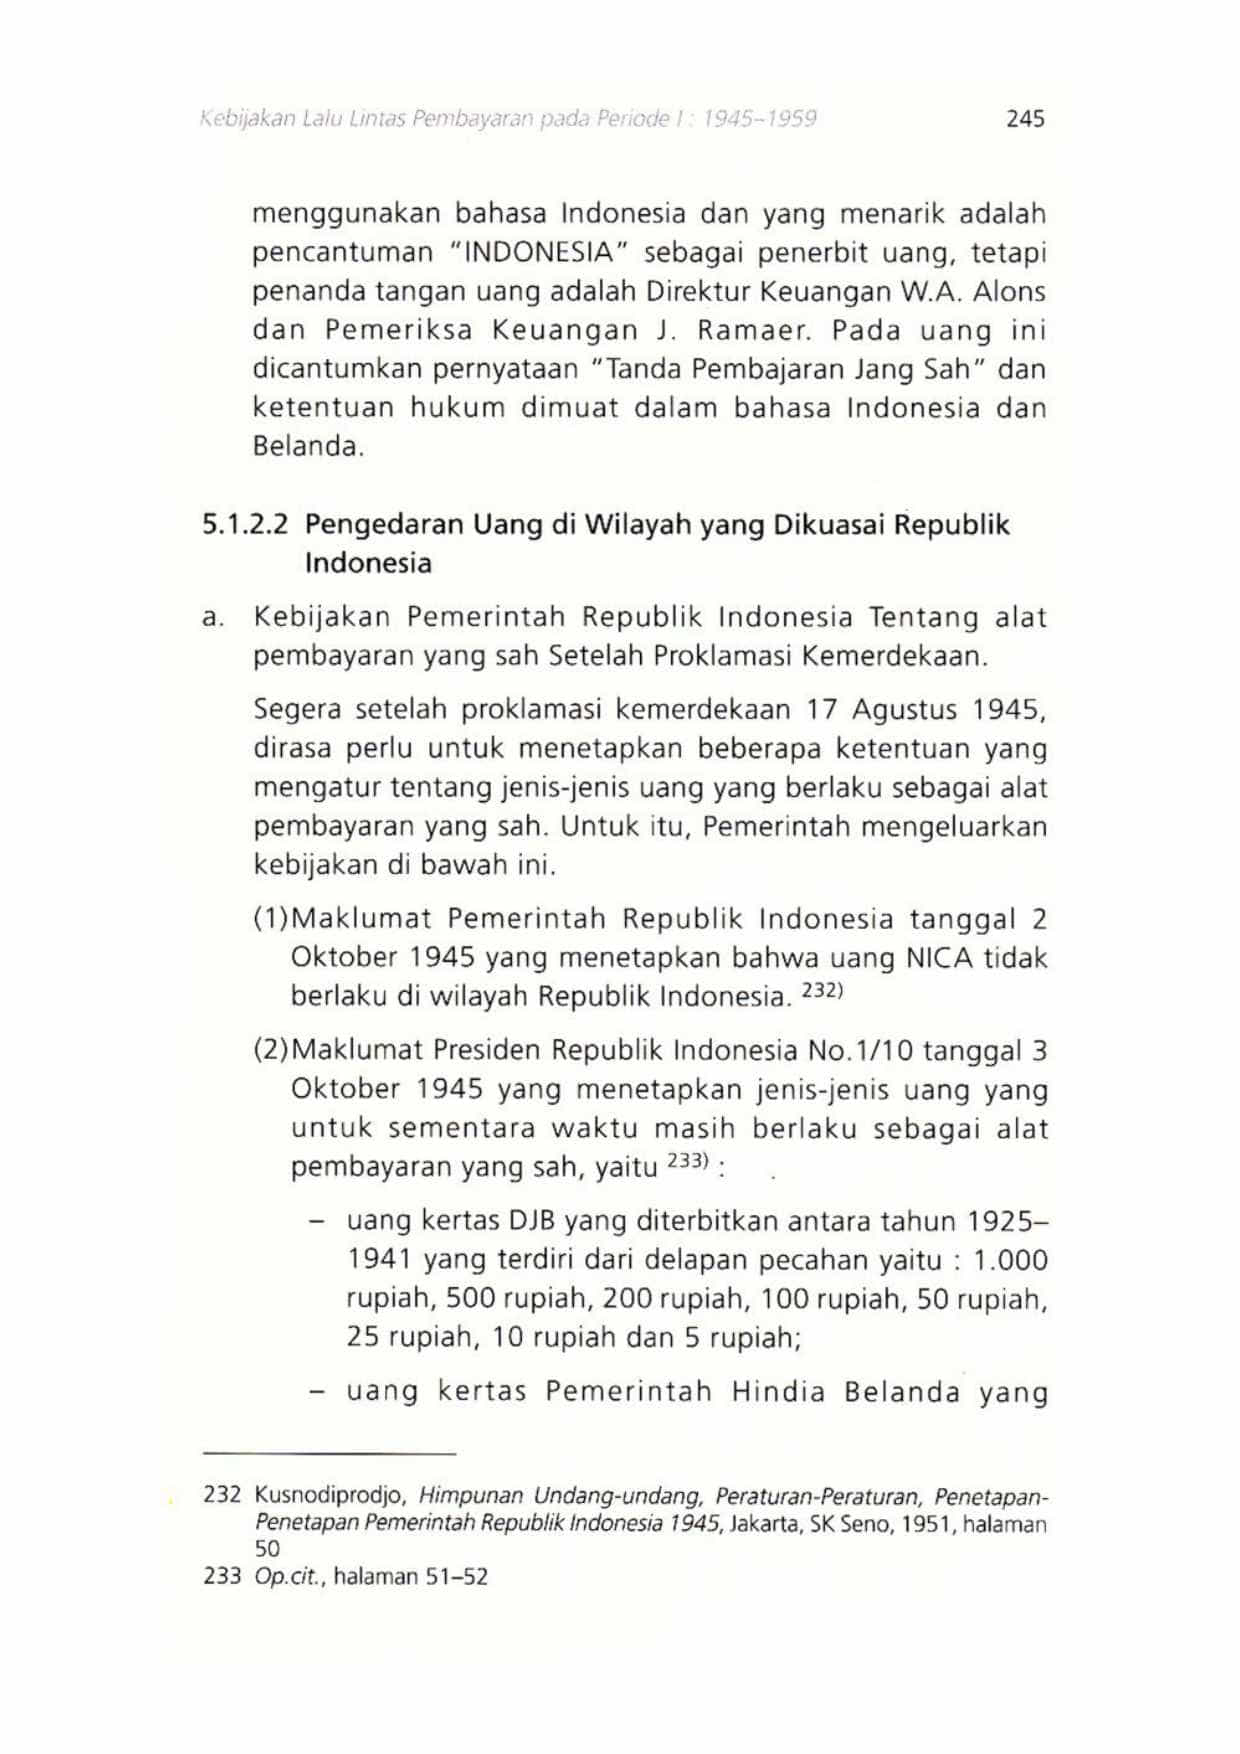 Kebijakan Lalu Lintas Pembayaran pada Periode I : 1945–1959 245
menggunakan bahasa Indonesia dan yang menarik adalah
pencantuman “INDONESIA” sebagai penerbit uang, tetapi
penanda tangan uang adalah Direktur Keuangan W.A. Alons
dan Pemeriksa Keuangan J. Ramaer. Pada uang ini
dicantumkan pernyataan “Tanda Pembajaran Jang Sah” dan
ketentuan hukum dimuat dalam bahasa Indonesia dan
Belanda.
5.1.2.2 Pengedaran Uang di Wilayah yang Dikuasai Republik
Indonesia
a. Kebijakan Pemerintah Republik Indonesia Tentang alat
pembayaran yang sah Setelah Proklamasi Kemerdekaan.
Segera setelah proklamasi kemerdekaan 17 Agustus 1945,
dirasa perlu untuk menetapkan beberapa ketentuan yang
mengatur tentang jenis-jenis uang yang berlaku sebagai alat
pembayaran yang sah. Untuk itu, Pemerintah mengeluarkan
kebijakan di bawah ini.
(1)Maklumat Pemerintah Republik Indonesia tanggal 2
Oktober 1945 yang menetapkan bahwa uang NICA tidak
berlaku di wilayah Republik Indonesia. 232)
(2)Maklumat Presiden Republik Indonesia No.1/10 tanggal 3
Oktober 1945 yang menetapkan jenis-jenis uang yang
untuk sementara waktu masih berlaku sebagai alat
pembayaran yang sah, yaitu 233) :
– uang kertas DJB yang diterbitkan antara tahun 1925–
1941 yang terdiri dari delapan pecahan yaitu : 1.000
rupiah, 500 rupiah, 200 rupiah, 100 rupiah, 50 rupiah,
25 rupiah, 10 rupiah dan 5 rupiah;
– uang kertas Pemerintah Hindia Belanda yang
232 Kusnodiprodjo, Himpunan Undang-undang, Peraturan-Peraturan, Penetapan-
Penetapan Pemerintah Republik Indonesia 1945, Jakarta, SK Seno, 1951, halaman
50
233 Op.cit., halaman 51–52